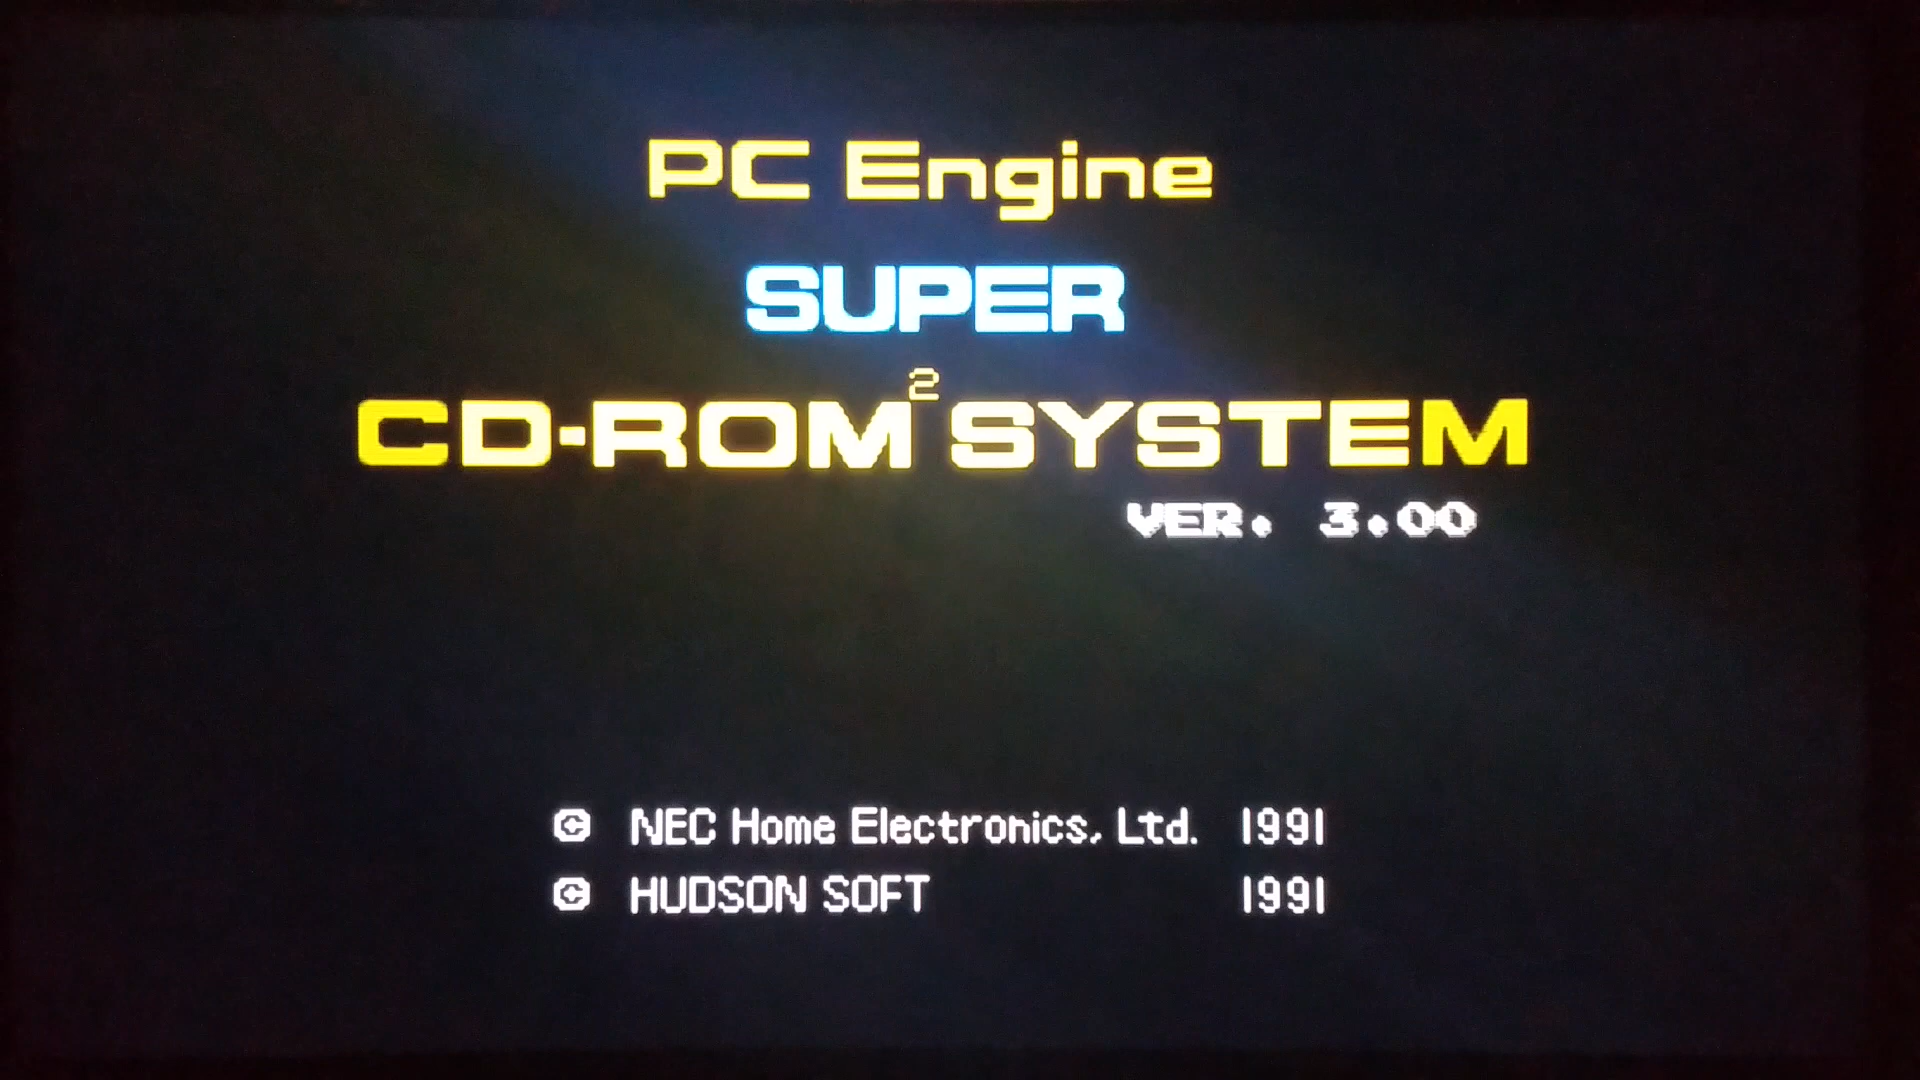 PC Engine
SUPER
CD-ROM² SYSTEM
VER. 3.00
© NEC Home Electronics, Ltd. 1991
© HUDSON SOFT 1991